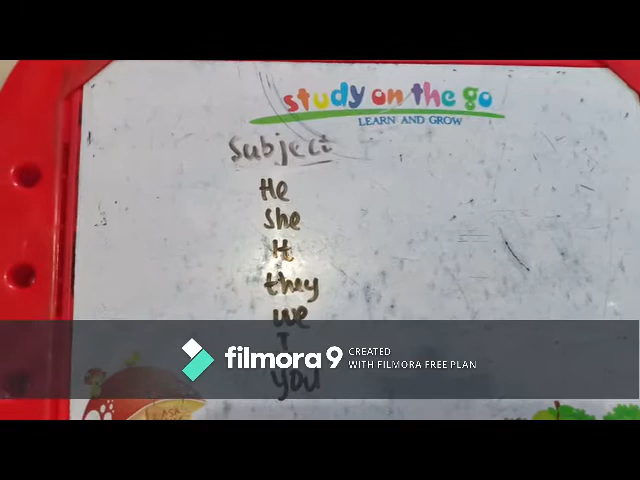 study on the go
LEARN AND GROW
Subject
He
She
It
they
we
I
filmora 9 CREATED
WITH FILMORA FREE PLAN
you